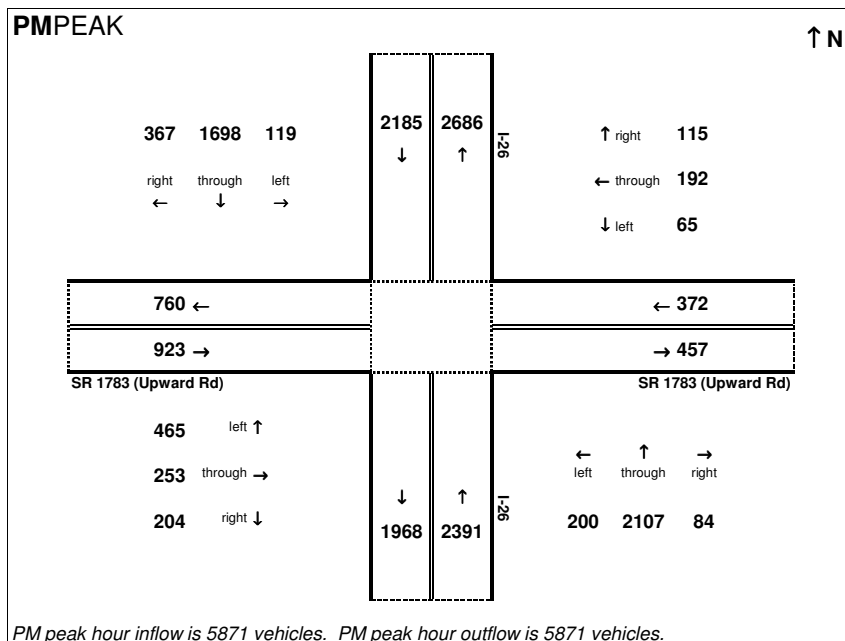 PMPEAK
↑ N
367 1698 119
right through left
← ↓ →
2185 2686
↓ ↑
I-26
↑ right 115
← through 192
↓ left 65
760 ←
923 →
← 372
→ 457
SR 1783 (Upward Rd)
SR 1783 (Upward Rd)
465 left ↑
253 through →
204 right ↓
↓ ↑
1968 2391
I-26
← ↑ →
left through right
200 2107 84
PM peak hour inflow is 5871 vehicles. PM peak hour outflow is 5871 vehicles.